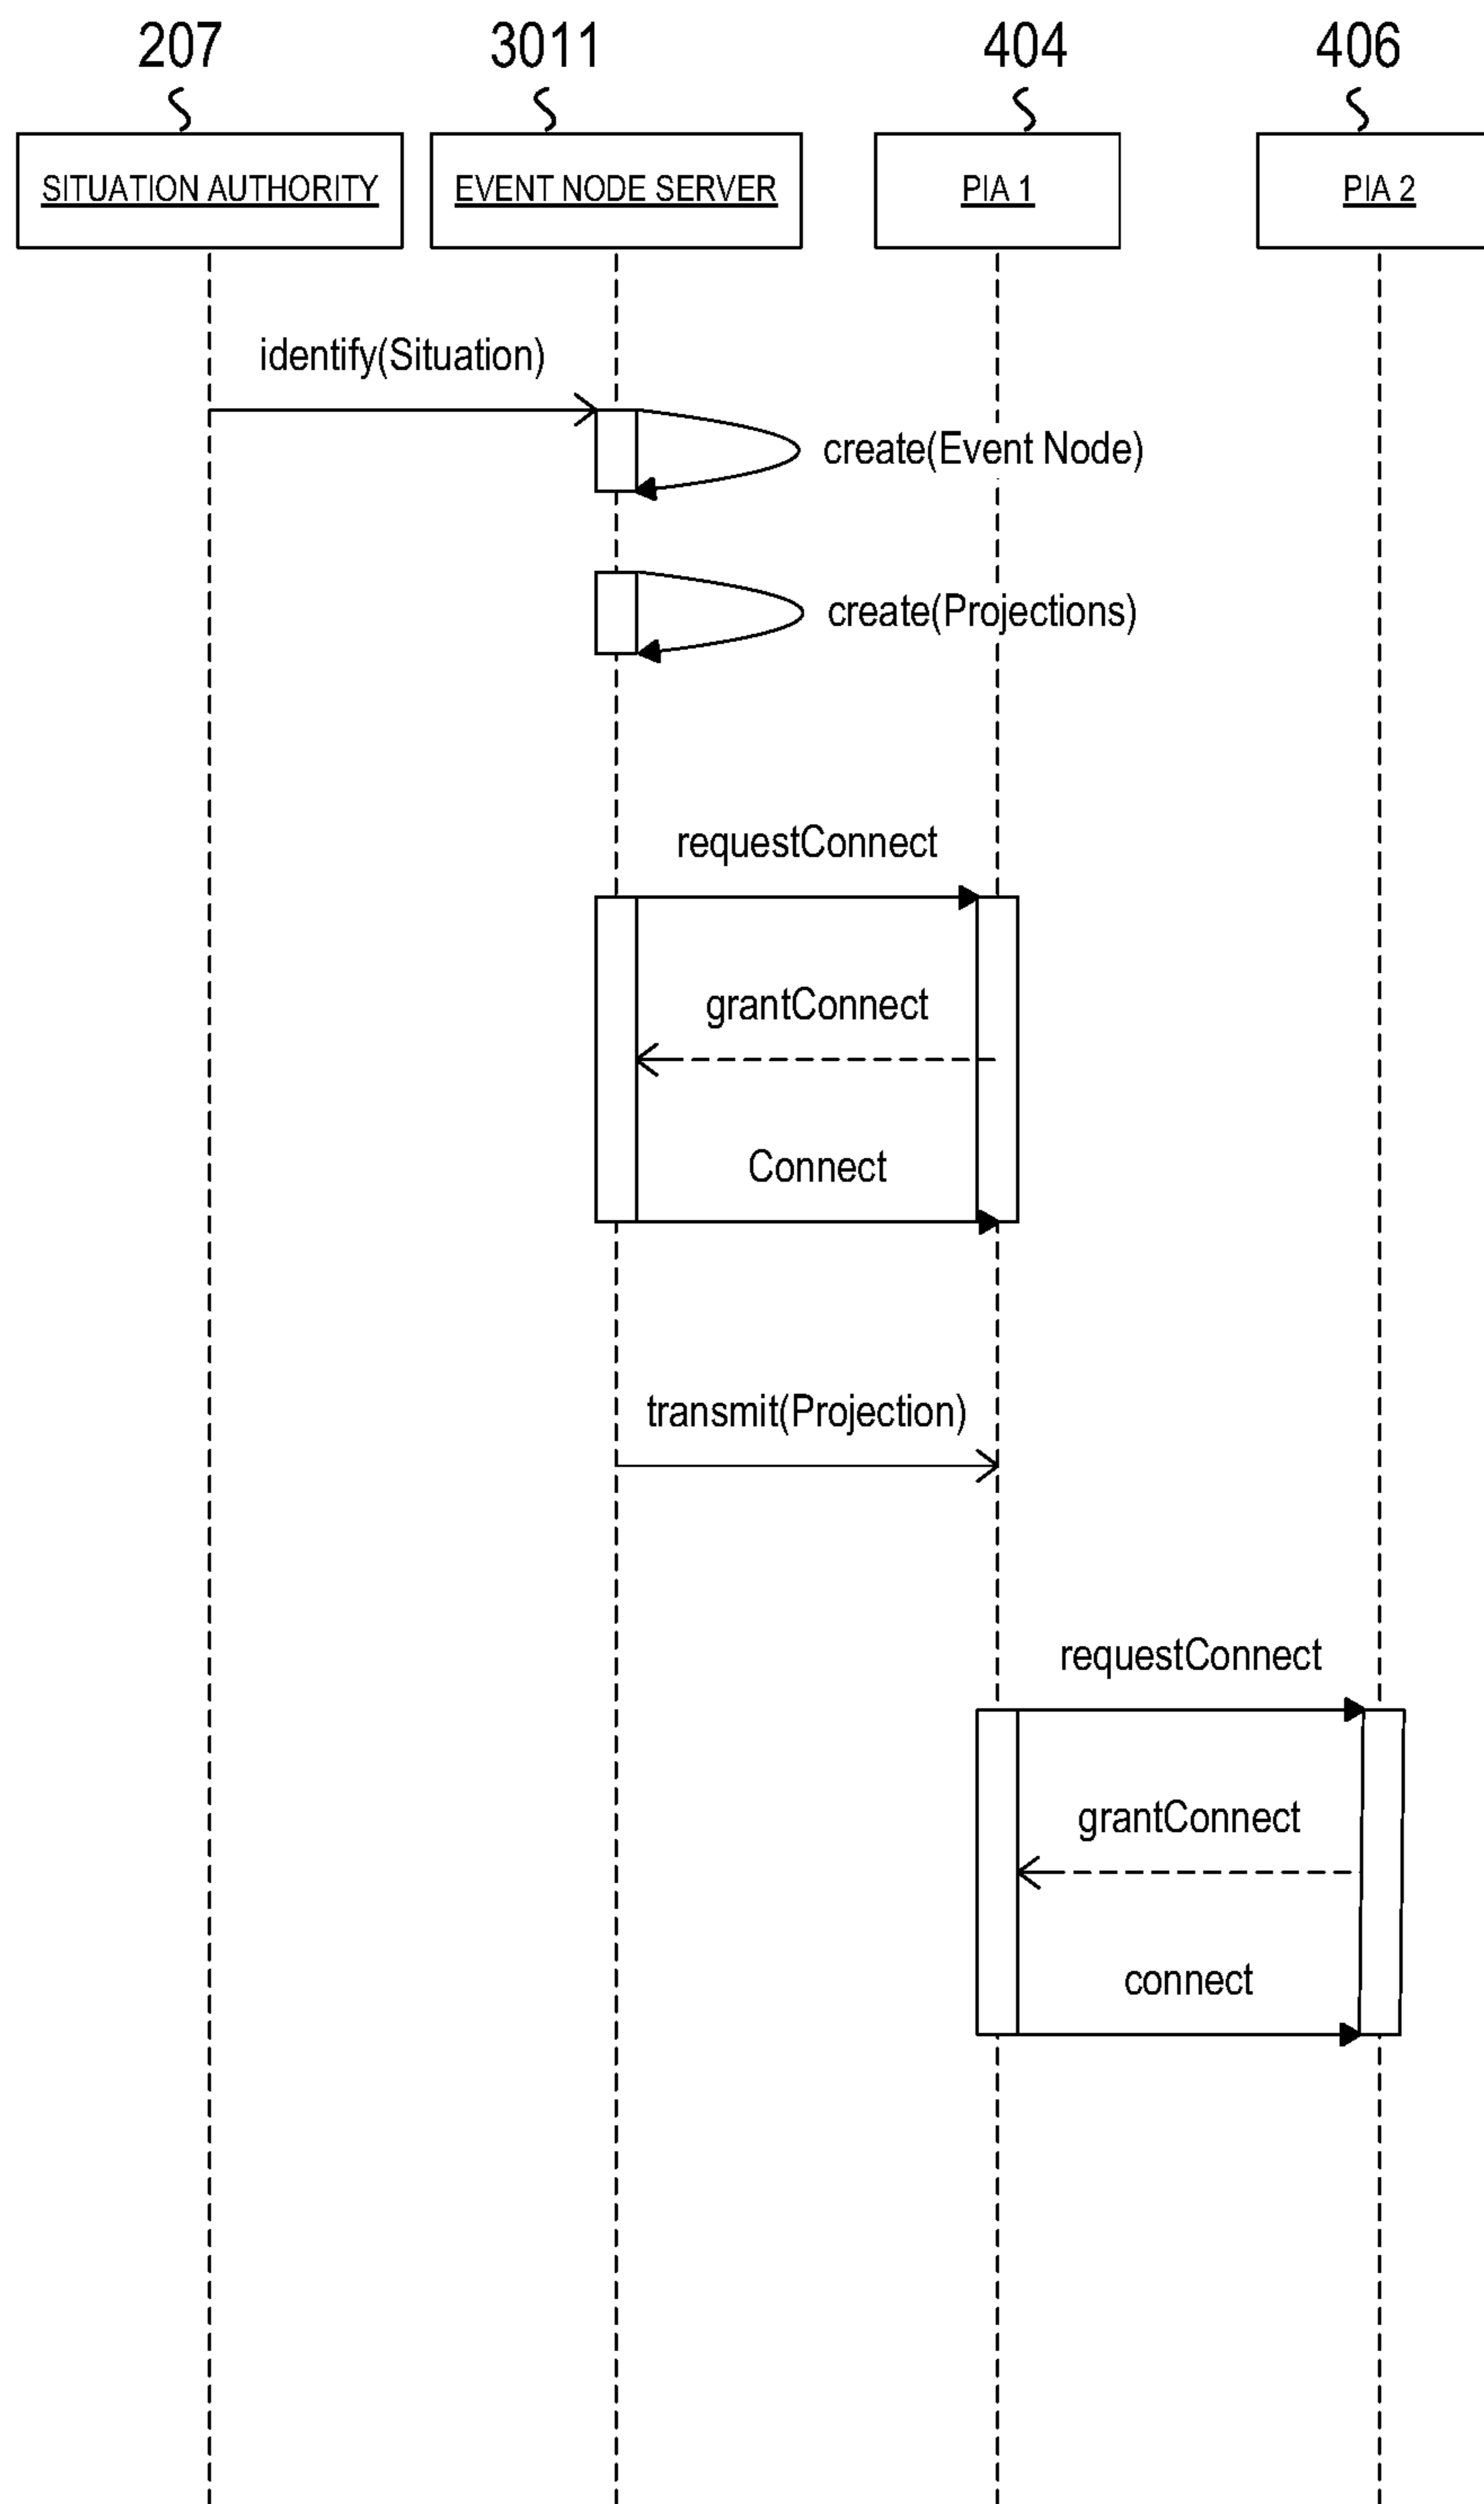 207
3011
404
406
SITUATION AUTHORITY
EVENT NODE SERVER
PIA 1
PIA 2
identify(Situation)
create(Event Node)
create(Projections)
requestConnect
grantConnect
Connect
transmit(Projection)
requestConnect
grantConnect
connect